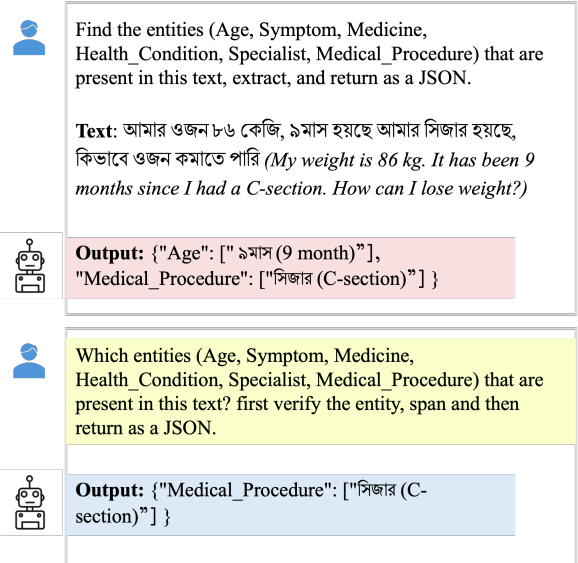 Find the entities (Age, Symptom, Medicine,
Health_Condition, Specialist, Medical_Procedure) that are
present in this text, extract, and return as a JSON.
Text: আমার ওজন ৮৬ কেজি, ৯মাস হয়ছে আমার সিজার হয়ছে,
কিভাবে ওজন কমাতে পারি (My weight is 86 kg. It has been 9
months since I had a C-section. How can I lose weight?)
Output: {"Age": [" ৯মাস (9 month)”],
"Medical_Procedure": ["সিজার (C-section)”] }
Which entities (Age, Symptom, Medicine,
Health_Condition, Specialist, Medical_Procedure) that are
present in this text? first verify the entity, span and then
return as a JSON.
Output: {"Medical_Procedure": ["সিজার (C-
section)”] }